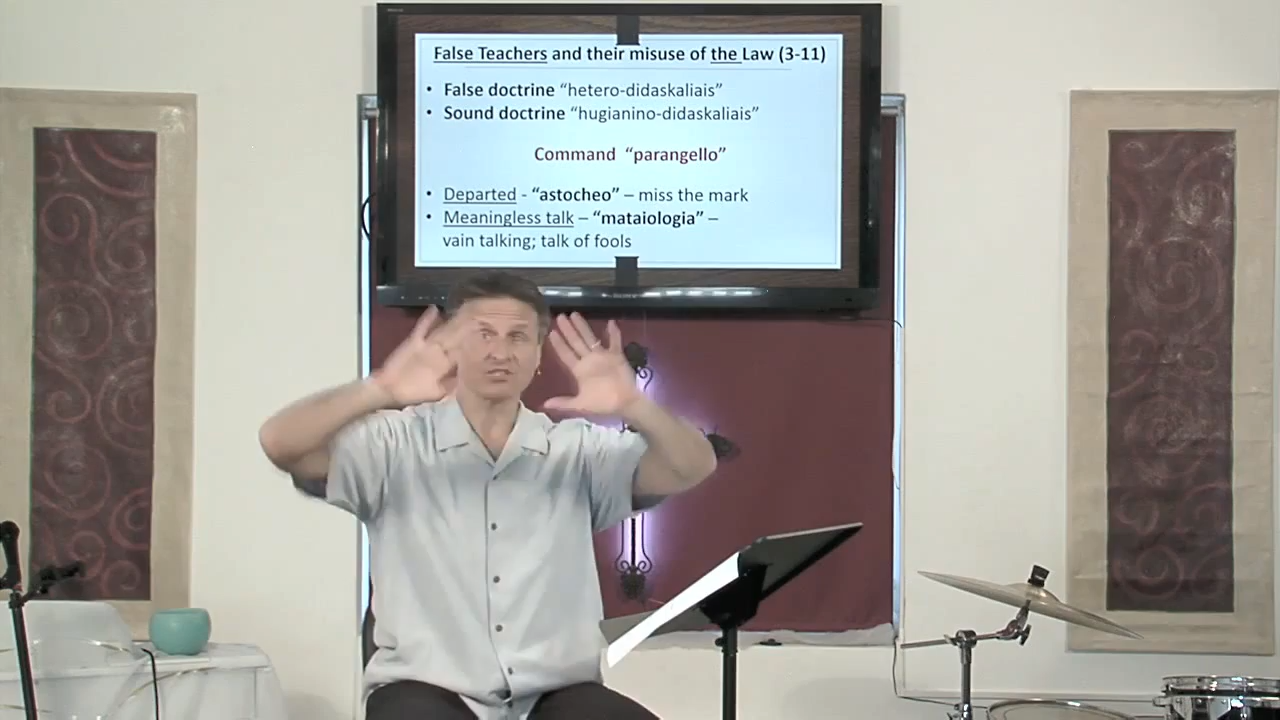 False Teachers and their misuse of the Law (3-11)
• False doctrine “hetero-didaskaliais”
• Sound doctrine “hugianino-didaskaliais”
Command “parangello”
• Departed - “astocheo” – miss the mark
• Meaningless talk – “mataiologia” –
vain talking; talk of fools